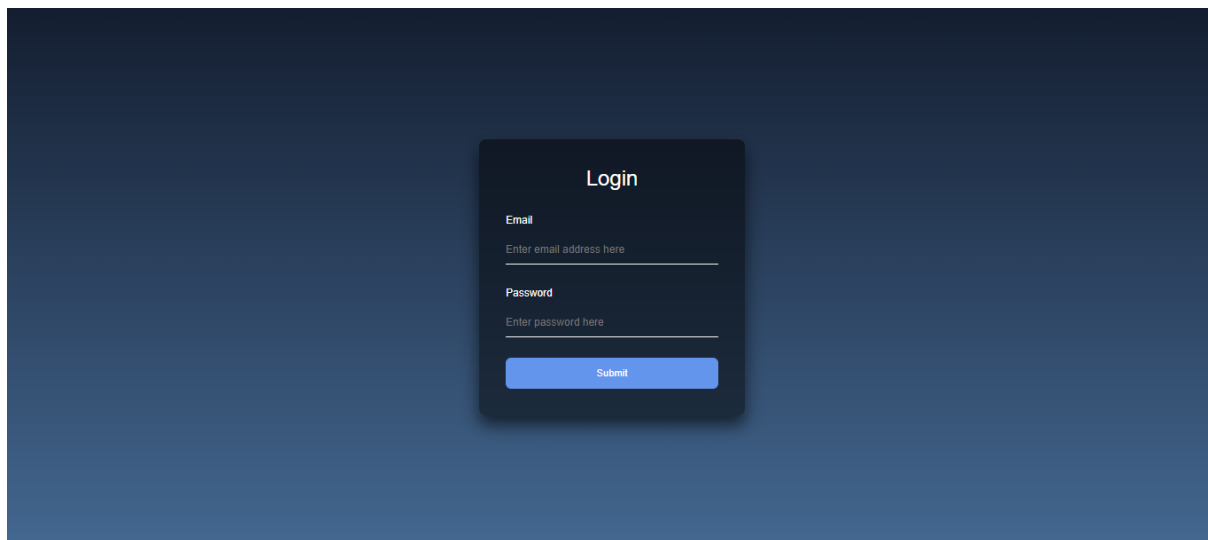 Login
Email
Enter email address here
Password
Enter password here
Submit